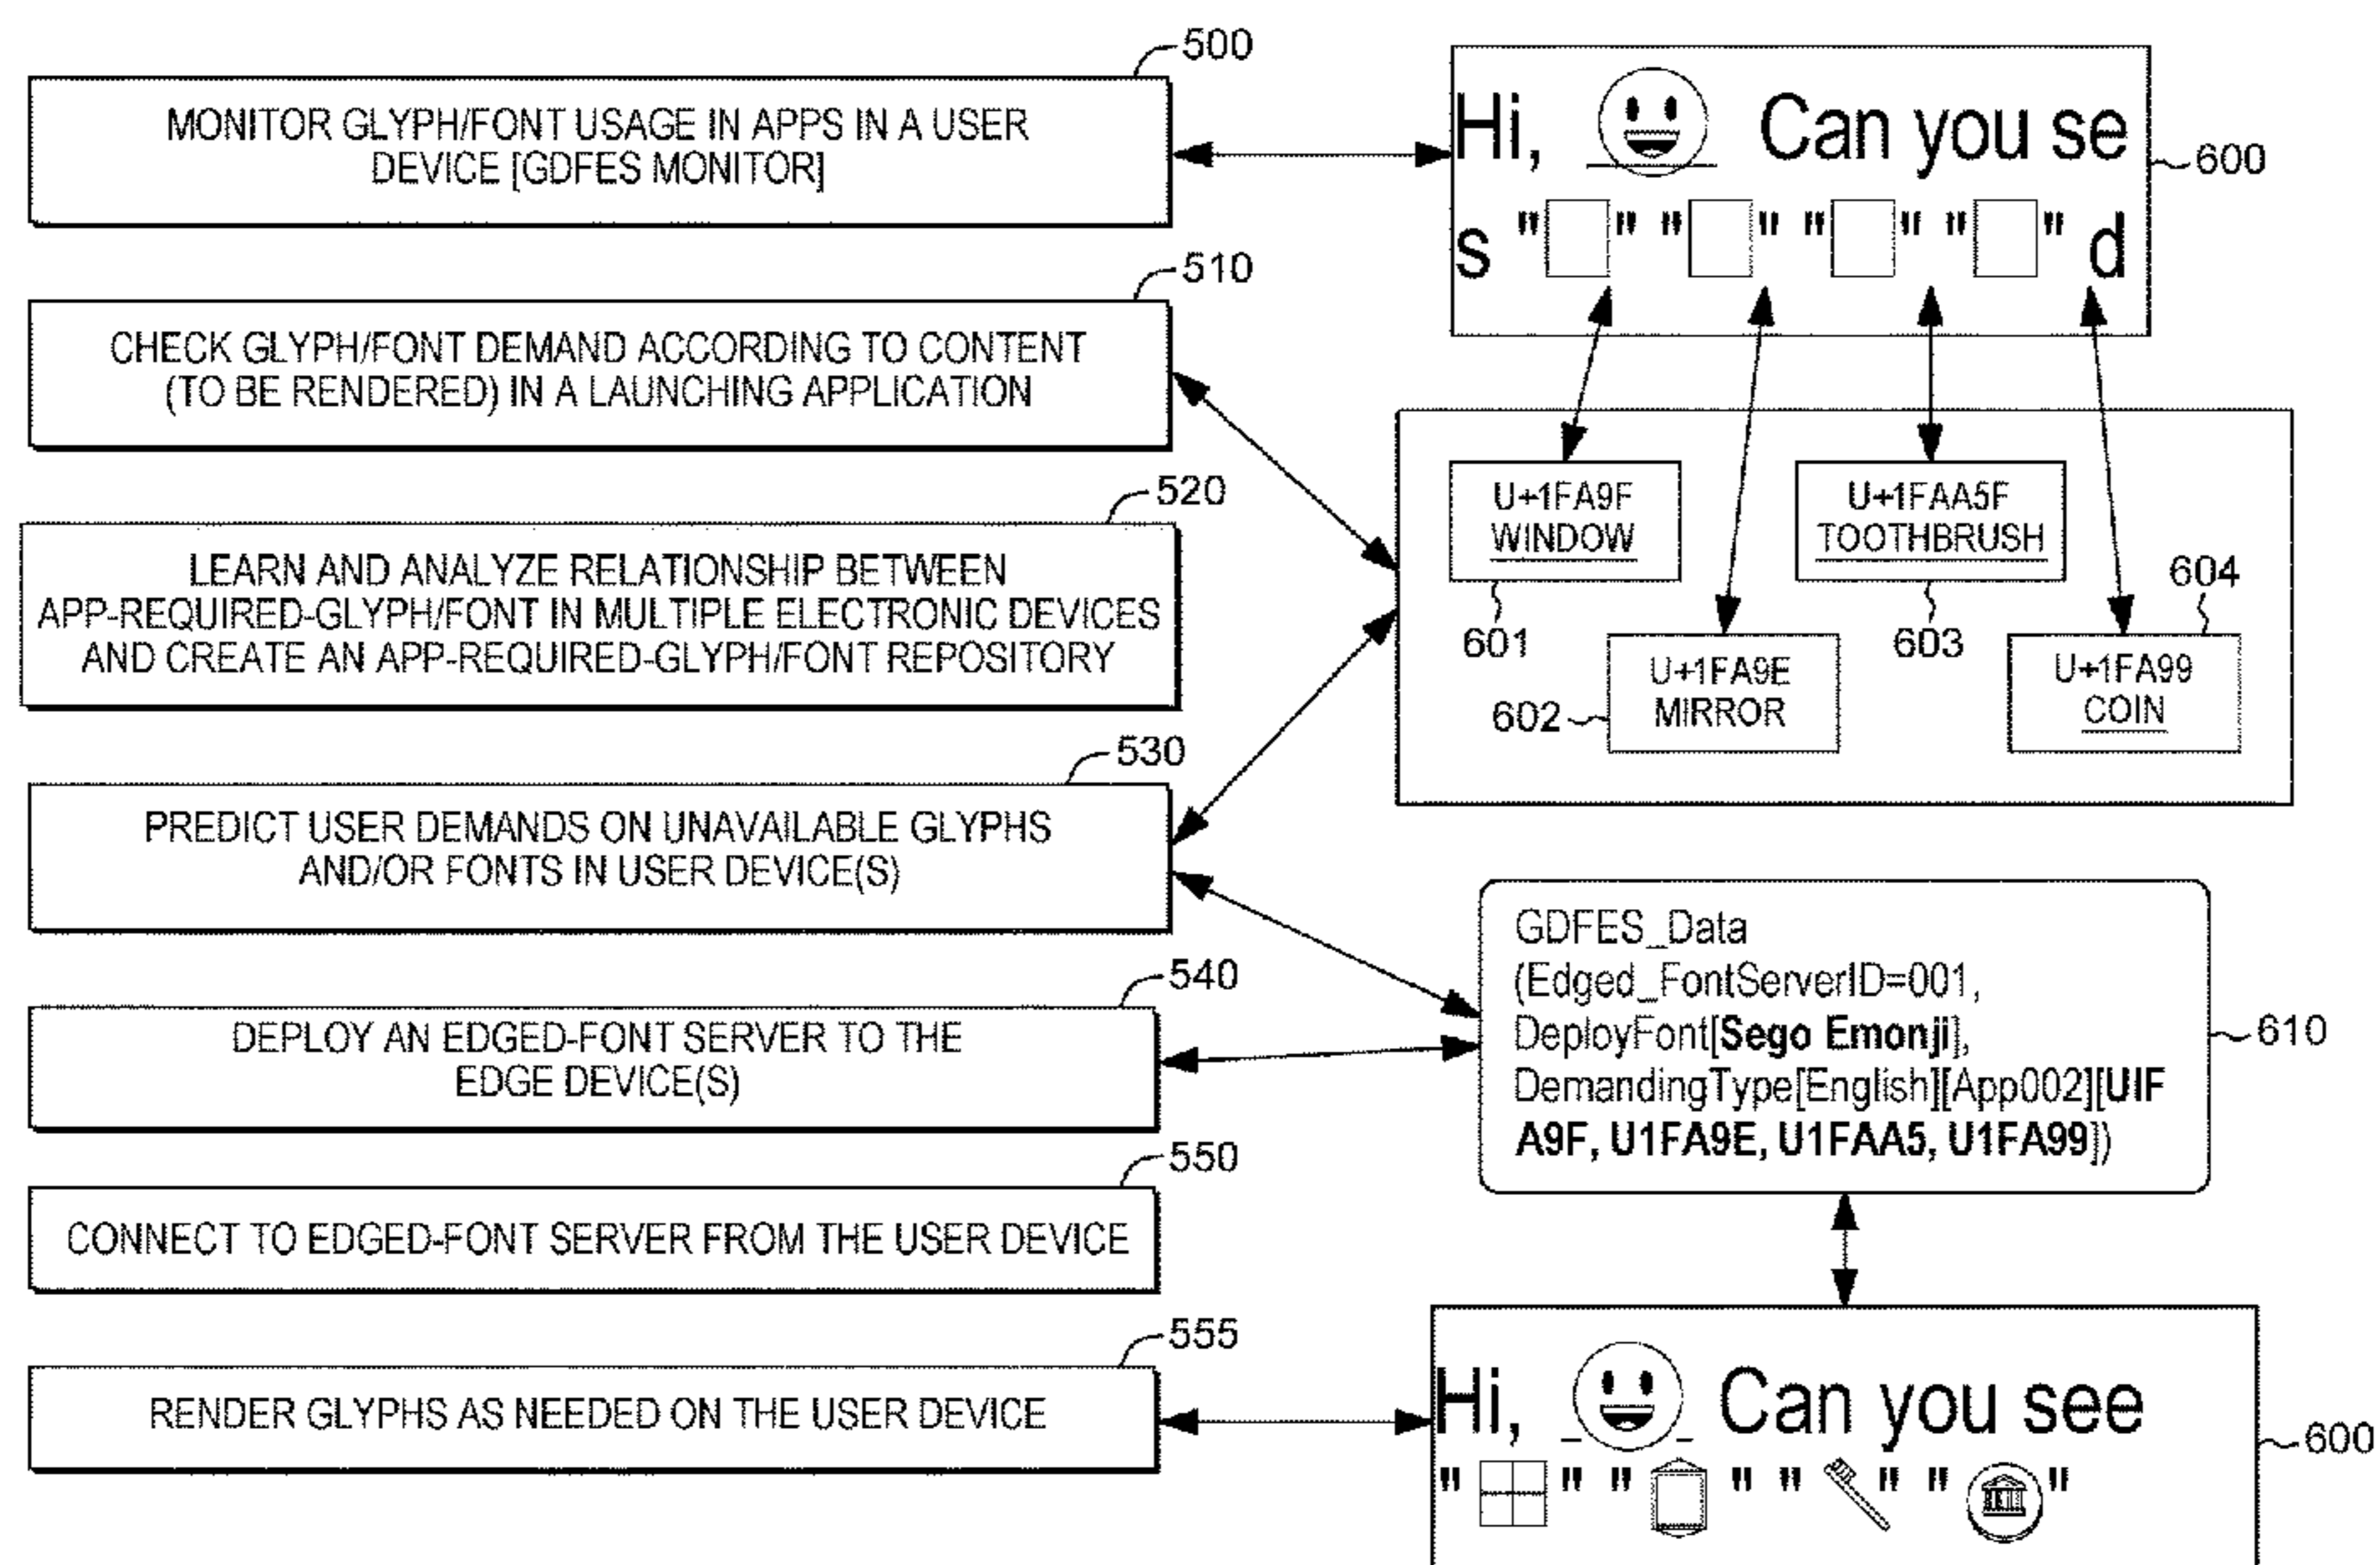 500
MONITOR GLYPH/FONT USAGE IN APPS IN A USER
DEVICE [GDFES MONITOR]
510
CHECK GLYPH/FONT DEMAND ACCORDING TO CONTENT
(TO BE RENDERED) IN A LAUNCHING APPLICATION
520
LEARN AND ANALYZE RELATIONSHIP BETWEEN
APP-REQUIRED-GLYPH/FONT IN MULTIPLE ELECTRONIC DEVICES
AND CREATE AN APP-REQUIRED-GLYPH/FONT REPOSITORY
530
PREDICT USER DEMANDS ON UNAVAILABLE GLYPHS
AND/OR FONTS IN USER DEVICE(S)
540
DEPLOY AN EDGED-FONT SERVER TO THE
EDGE DEVICE(S)
550
CONNECT TO EDGED-FONT SERVER FROM THE USER DEVICE
555
RENDER GLYPHS AS NEEDED ON THE USER DEVICE
Hi, 😃 Can you se
s "□" "□" "□" "□" d
600
U+1FA9F
WINDOW
601
U+1FA9E
MIRROR
602
U+1FAA5F
TOOTHBRUSH
603
604
U+1FA99
COIN
GDFES_Data
(Edged_FontServerID=001,
DeployFont[Sego Emonji],
DemandingType[English][App002][UIF
A9F, U1FA9E, U1FAA5, U1FA99])
610
Hi, 😃 Can you see
"🪟" "🪞" "🪥" "🪙"
600